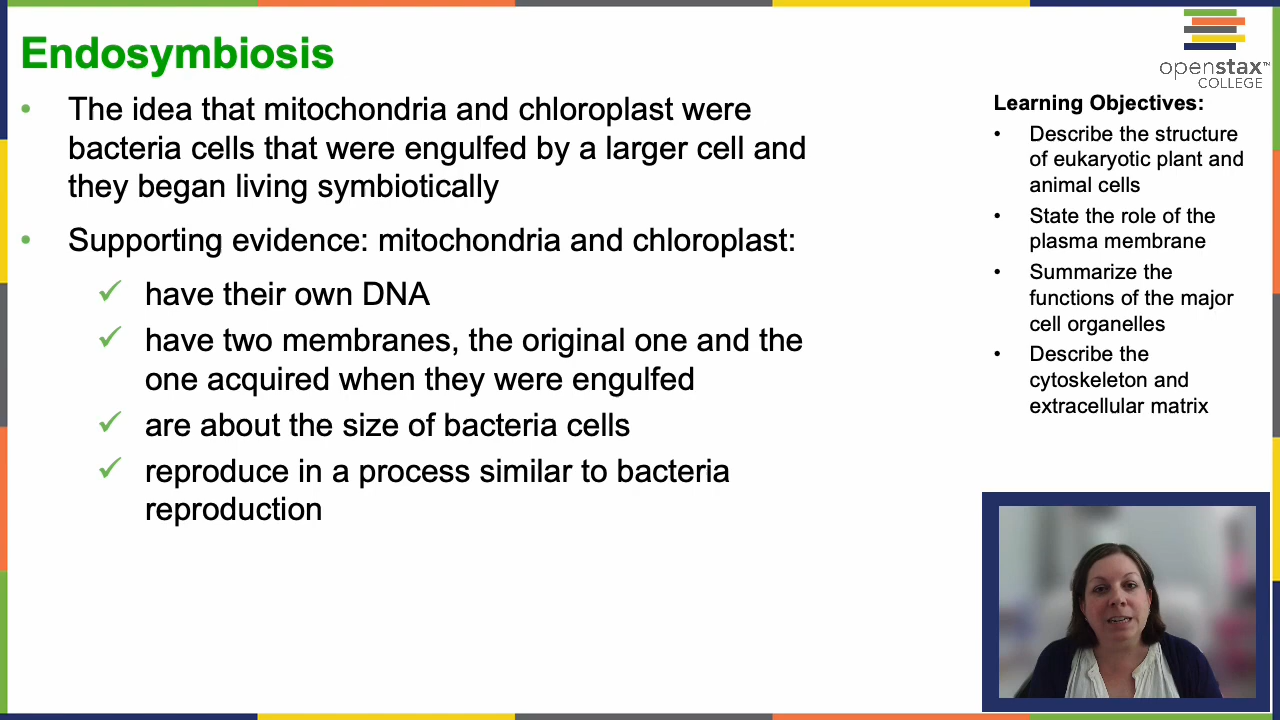 Endosymbiosis
• The idea that mitochondria and chloroplast were
bacteria cells that were engulfed by a larger cell and
they began living symbiotically
• Supporting evidence: mitochondria and chloroplast:
✓ have their own DNA
✓ have two membranes, the original one and the
one acquired when they were engulfed
✓ are about the size of bacteria cells
✓ reproduce in a process similar to bacteria
reproduction
openstax™
COLLEGE
Learning Objectives:
• Describe the structure
of eukaryotic plant and
animal cells
• State the role of the
plasma membrane
• Summarize the
functions of the major
cell organelles
• Describe the
cytoskeleton and
extracellular matrix